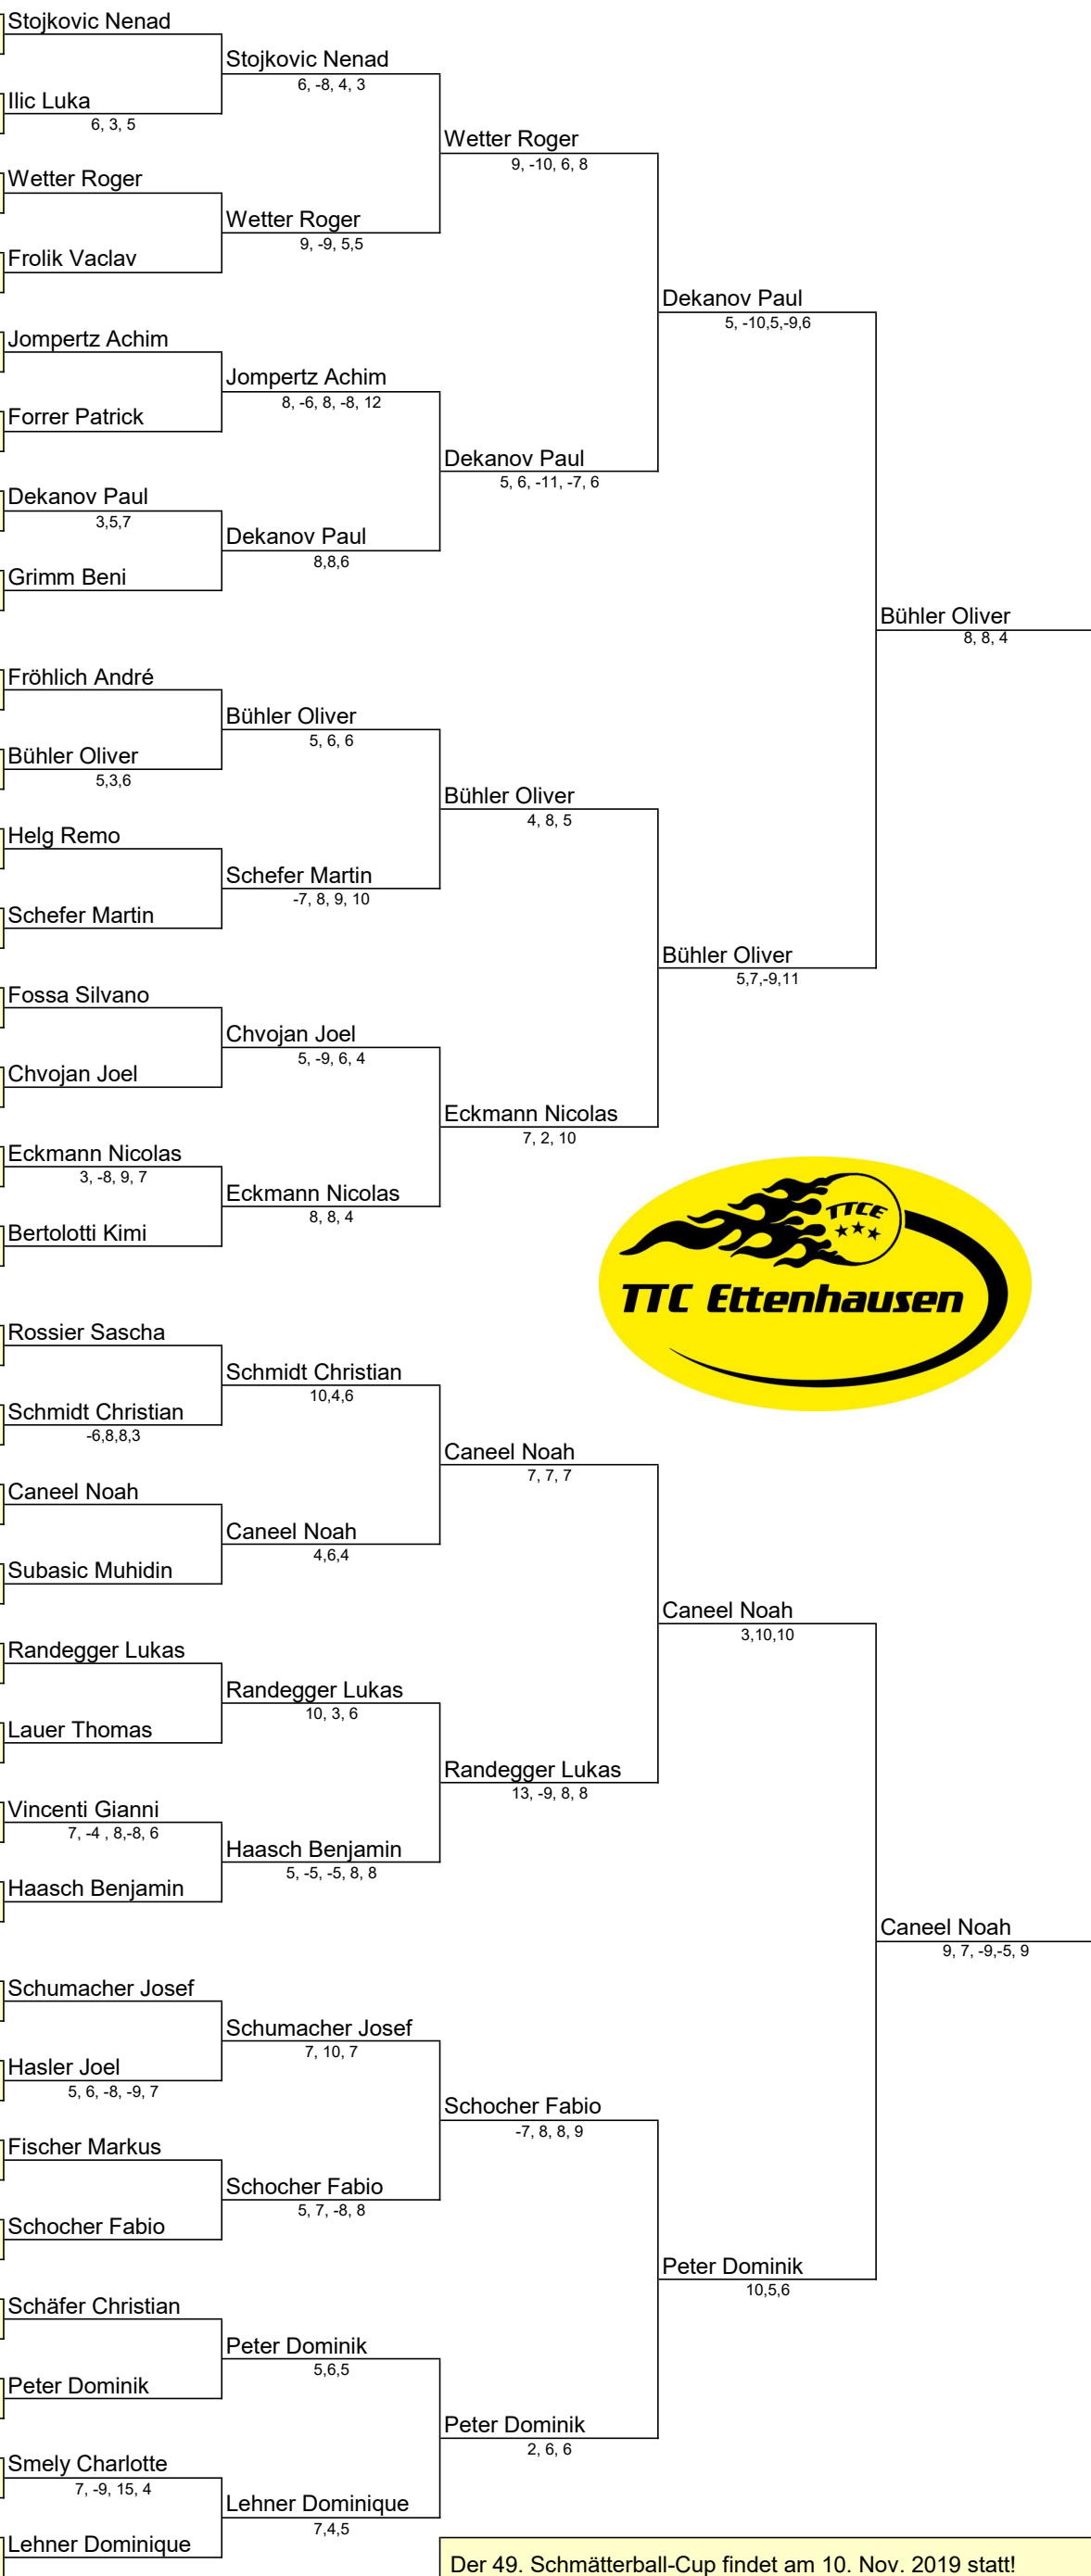 Stojkovic Nenad
Stojkovic Nenad
6, -8, 4, 3
Ilic Luka
6, 3, 5
Wetter Roger
9, -10, 6, 8
Wetter Roger
Wetter Roger
9, -9, 5,5
Frolik Vaclav
Dekanov Paul
5, -10,5,-9,6
Jompertz Achim
Jompertz Achim
8, -6, 8, -8, 12
Forrer Patrick
Dekanov Paul
5, 6, -11, -7, 6
Dekanov Paul
3,5,7
Dekanov Paul
8,8,6
Grimm Beni
Bühler Oliver
8, 8, 4
Fröhlich André
Bühler Oliver
5, 6, 6
Bühler Oliver
5,3,6
Bühler Oliver
4, 8, 5
Helg Remo
Schefer Martin
-7, 8, 9, 10
Schefer Martin
Bühler Oliver
5,7,-9,11
Fossa Silvano
Chvojan Joel
5, -9, 6, 4
Chvojan Joel
Eckmann Nicolas
7, 2, 10
Eckmann Nicolas
3, -8, 9, 7
Eckmann Nicolas
8, 8, 4
Bertolotti Kimi
TTCE
TTC Ettenhausen
Rossier Sascha
Schmidt Christian
10,4,6
Schmidt Christian
-6,8,8,3
Caneel Noah
7, 7, 7
Caneel Noah
Caneel Noah
4,6,4
Subasic Muhidin
Caneel Noah
3,10,10
Randegger Lukas
Randegger Lukas
10, 3, 6
Lauer Thomas
Randegger Lukas
13, -9, 8, 8
Vincenti Gianni
7, -4 , 8,-8, 6
Haasch Benjamin
5, -5, -5, 8, 8
Haasch Benjamin
Caneel Noah
9, 7, -9,-5, 9
Schumacher Josef
Schumacher Josef
7, 10, 7
Hasler Joel
5, 6, -8, -9, 7
Schocher Fabio
-7, 8, 8, 9
Fischer Markus
Schocher Fabio
5, 7, -8, 8
Schocher Fabio
Peter Dominik
10,5,6
Schäfer Christian
Peter Dominik
5,6,5
Peter Dominik
Peter Dominik
2, 6, 6
Smely Charlotte
7, -9, 15, 4
Lehner Dominique
7,4,5
Lehner Dominique
Der 49. Schmätterball-Cup findet am 10. Nov. 2019 statt!